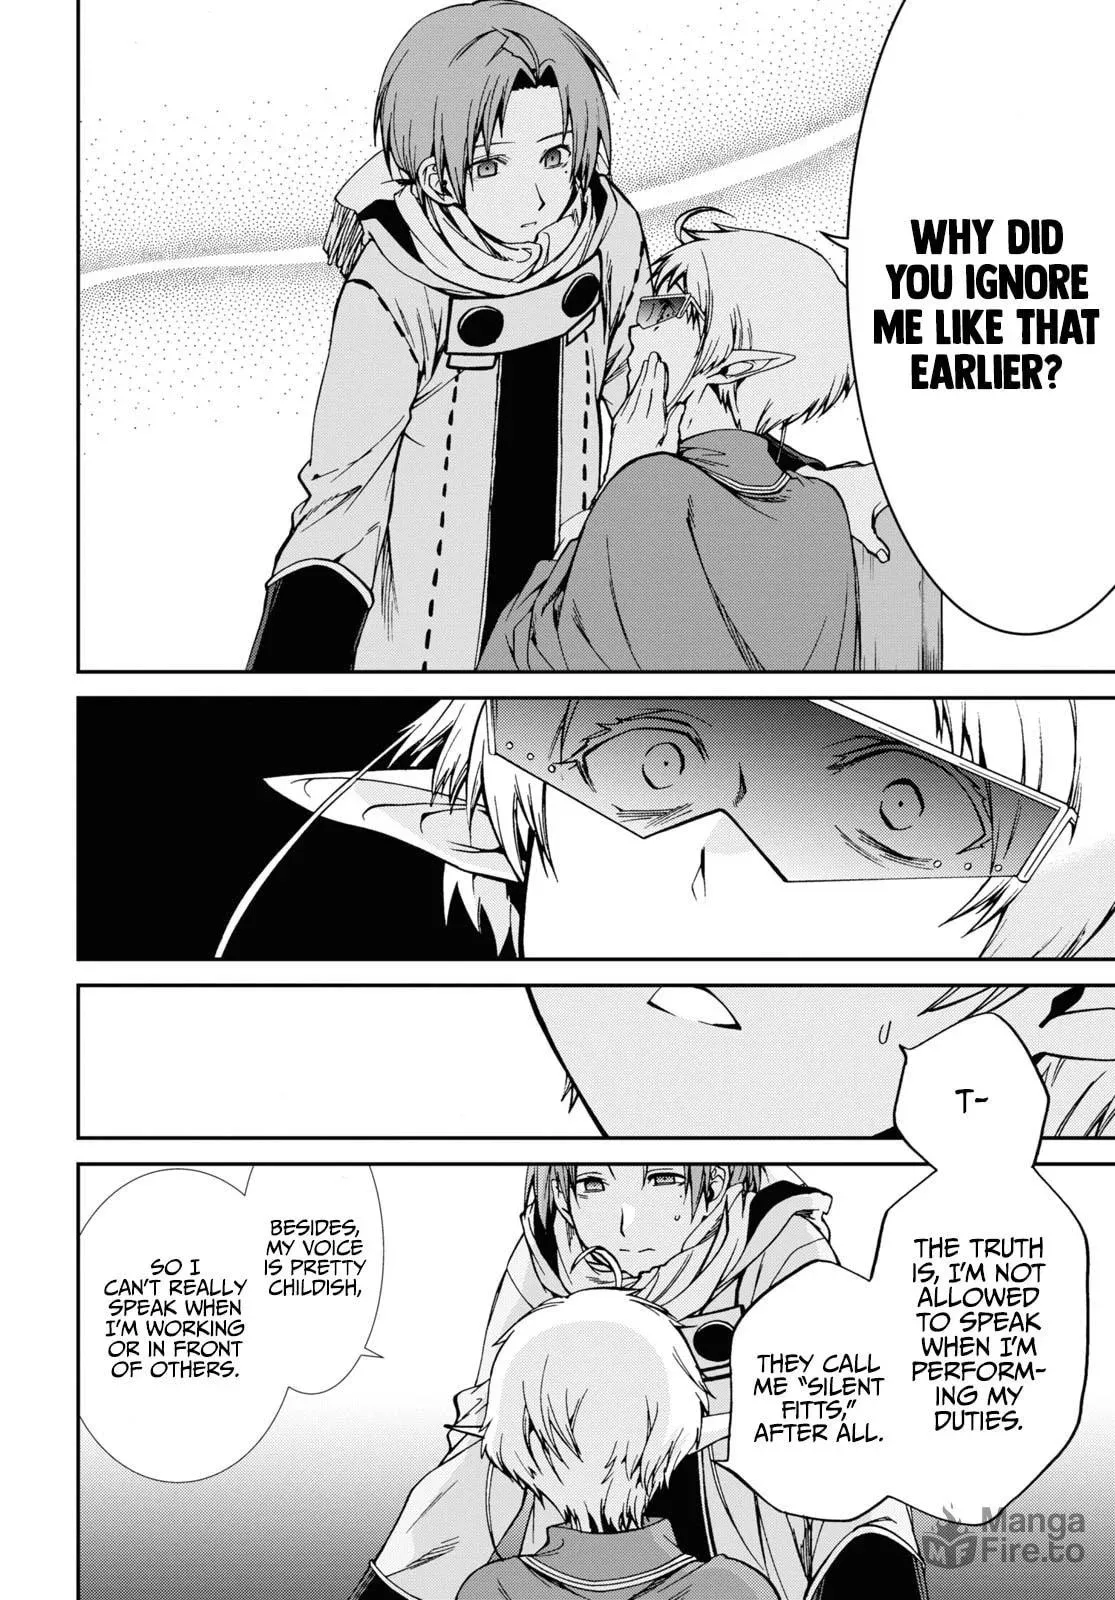 WHY DID
YOU IGNORE
ME LIKE THAT
EARLIER?
T-
THE TRUTH
IS, I'M NOT
ALLOWED
TO SPEAK
WHEN I'M
PERFORM-
ING MY
DUTIES.
THEY CALL
ME "SILENT
FITTS,"
AFTER ALL.
BESIDES,
MY VOICE
IS PRETTY
CHILDISH,
SO I
CAN'T REALLY
SPEAK WHEN
I'M WORKING
OR IN FRONT
OF OTHERS.
Manga
MF Fire.to